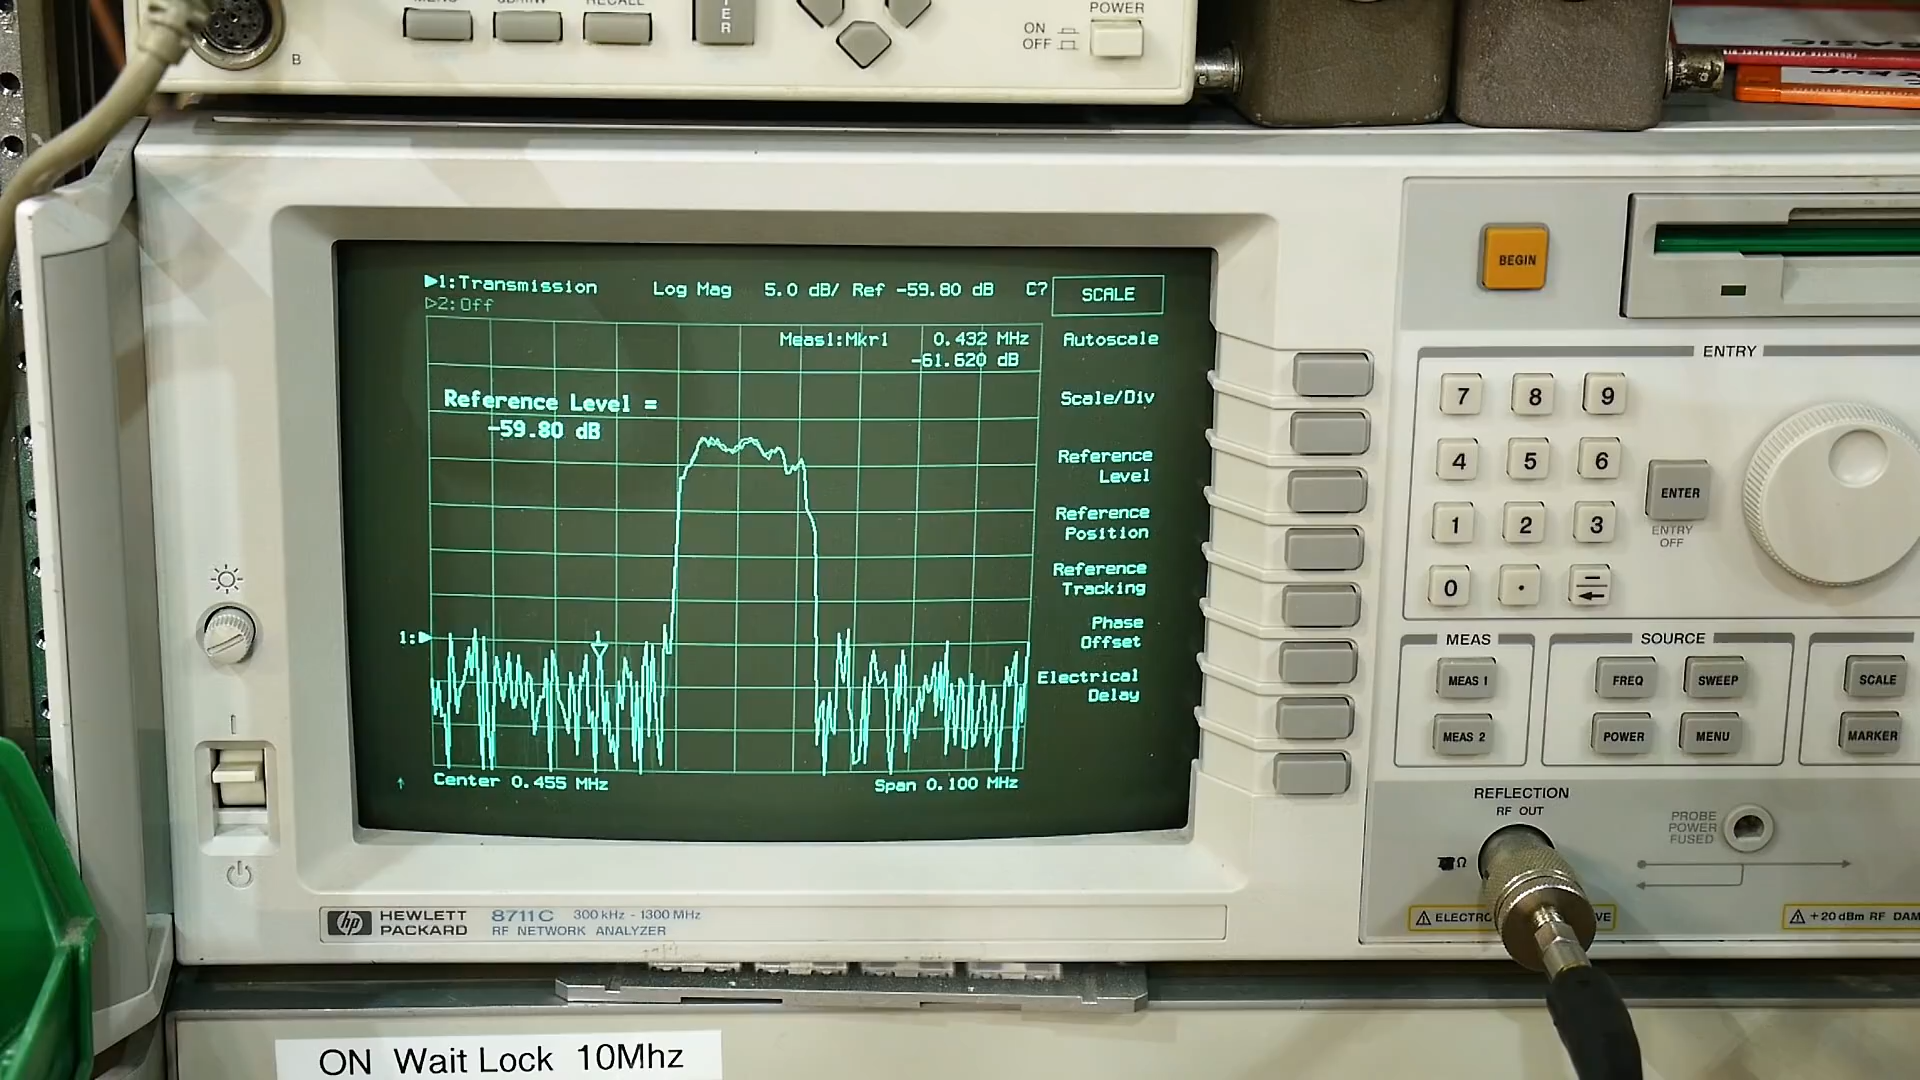 B
POWER
ON
OFF
BASIC
▶1:Transmission
▷2:Off
Log Mag 5.0 dB/ Ref -59.80 dB C?
SCALE
Meas1:Mkr1 0.432 MHz
-61.620 dB
Reference Level =
-59.80 dB
Autoscale
Scale/Div
Reference
Level
Reference
Position
Reference
Tracking
Phase
Offset
Electrical
Delay
1:▶
1
Center 0.455 MHz
Span 0.100 MHz
BEGIN
ENTRY
7 8 9
4 5 6
ENTER
1 2 3
ENTRY
OFF
0 .
MEAS
SOURCE
MEAS 1
FREQ
SWEEP
SCALE
MEAS 2
POWER
MENU
MARKER
REFLECTION
RF OUT
PROBE
POWER
FUSED
Ω
⚠ ELECTRO
⚠ +20 dBm RF DAM
hp HEWLETT
PACKARD
8711C 300 kHz - 1300 MHz
RF NETWORK ANALYZER
ON Wait Lock 10Mhz